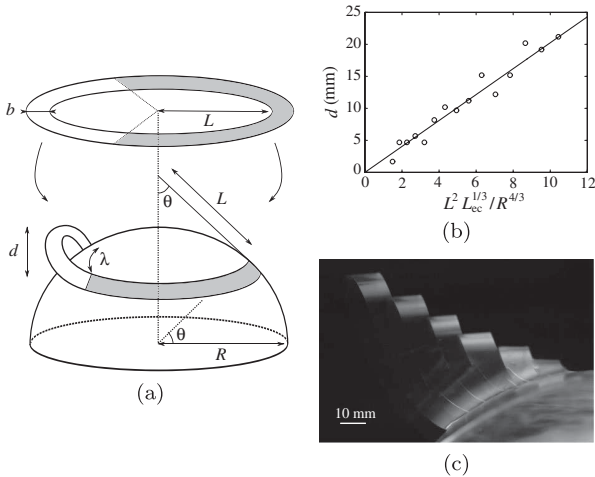 b
L
θ
L
d
λ
θ
R
(a)
25
20
15
10
5
0
d (mm)
0 2 4 6 8 10 12
L² L_ec^1/3 / R^4/3
(b)
10 mm
(c)